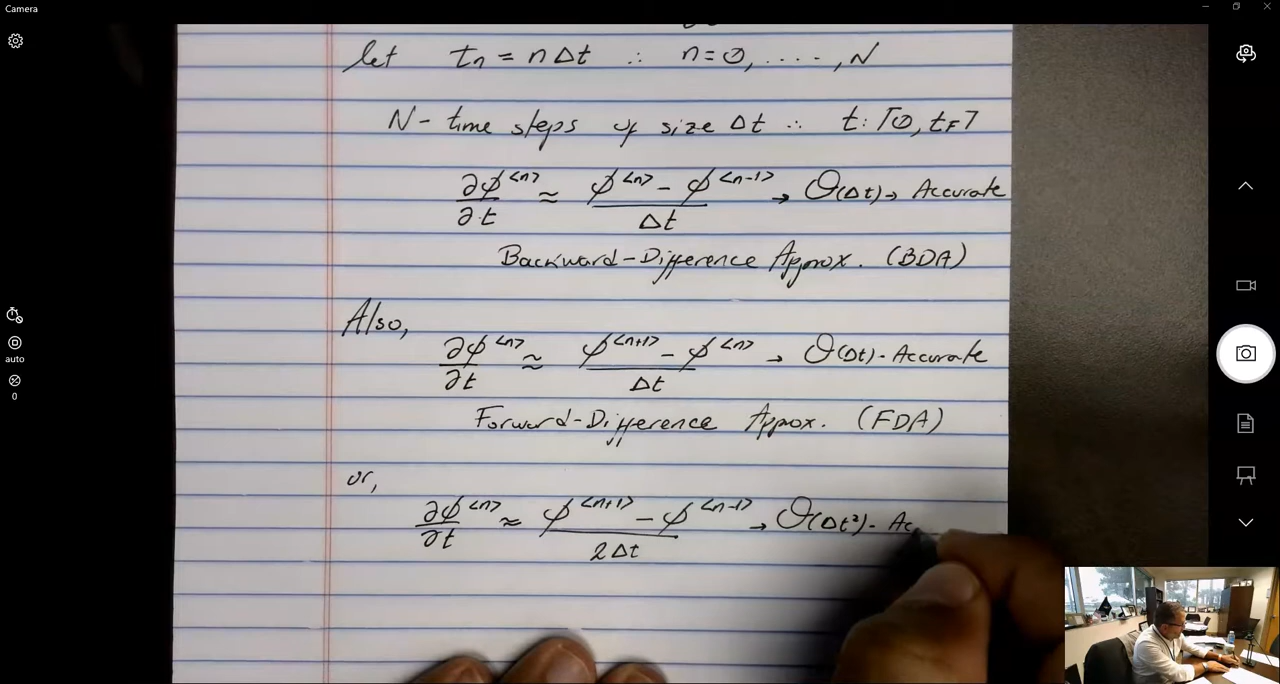 Camera
let tn = nΔt ∴ n=0, . . . . , N
N- time steps of size Δt ∴ t: [0, tF]
∂ϕ<n>/∂t ≈ (ϕ<n> - ϕ<n-1>)/Δt → O(Δt) → Accurate
Backward-Difference Approx. (BDA)
Also,
∂ϕ<n>/∂t ≈ (ϕ<n+1> - ϕ<n>)/Δt → O(Δt)- Accurate
Forward-Difference Approx. (FDA)
or,
∂ϕ<n>/∂t ≈ (ϕ<n+1> - ϕ<n-1>)/2Δt → O(Δt²)- Ac
auto
0